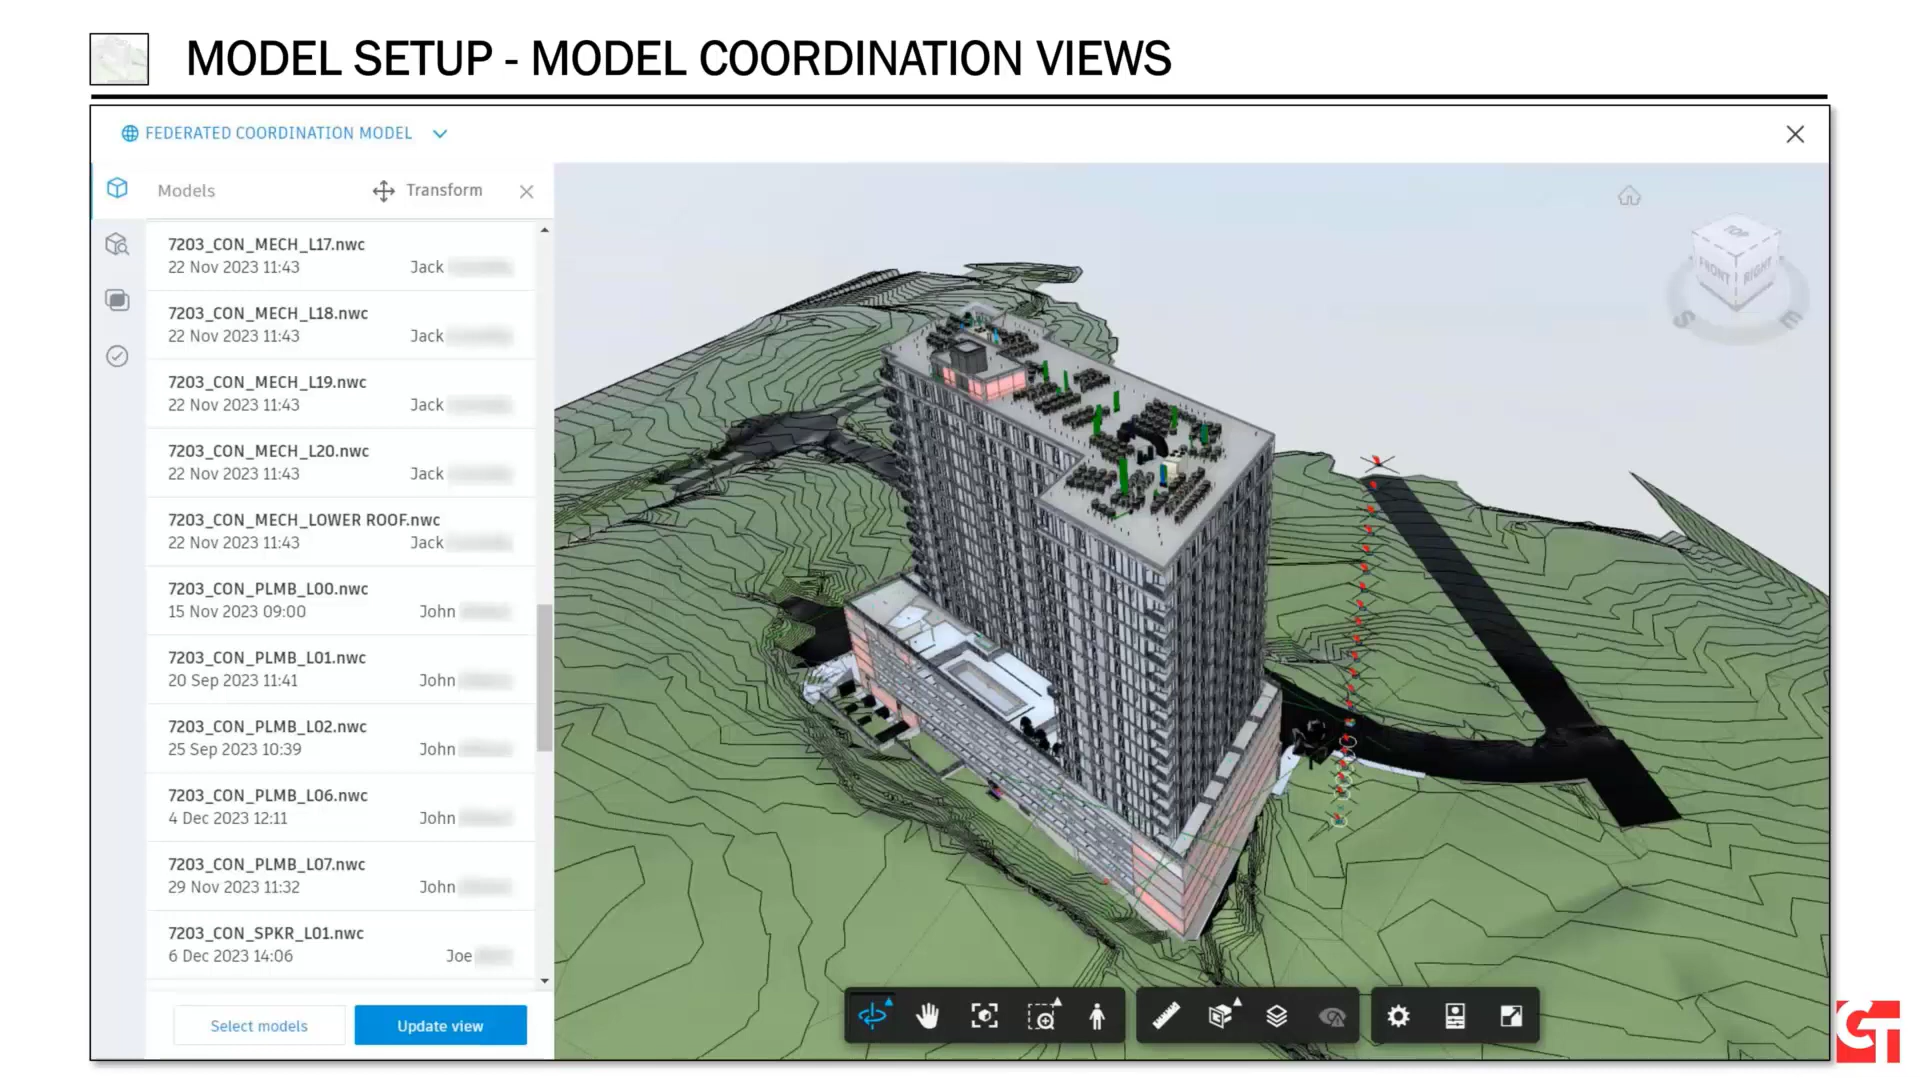 MODEL SETUP - MODEL COORDINATION VIEWS
FEDERATED COORDINATION MODEL
Models
Transform
7203_CON_MECH_L17.nwc
22 Nov 2023 11:43 Jack
7203_CON_MECH_L18.nwc
22 Nov 2023 11:43 Jack
7203_CON_MECH_L19.nwc
22 Nov 2023 11:43 Jack
7203_CON_MECH_L20.nwc
22 Nov 2023 11:43 Jack
7203_CON_MECH_LOWER ROOF.nwc
22 Nov 2023 11:43 Jack
7203_CON_PLMB_L00.nwc
15 Nov 2023 09:00 John
7203_CON_PLMB_L01.nwc
20 Sep 2023 11:41 John
7203_CON_PLMB_L02.nwc
25 Sep 2023 10:39 John
7203_CON_PLMB_L06.nwc
4 Dec 2023 12:11 John
7203_CON_PLMB_L07.nwc
29 Nov 2023 11:32 John
7203_CON_SPKR_L01.nwc
6 Dec 2023 14:06 Joe
Select models
Update view
TOP
FRONT
RIGHT
S
E
GT